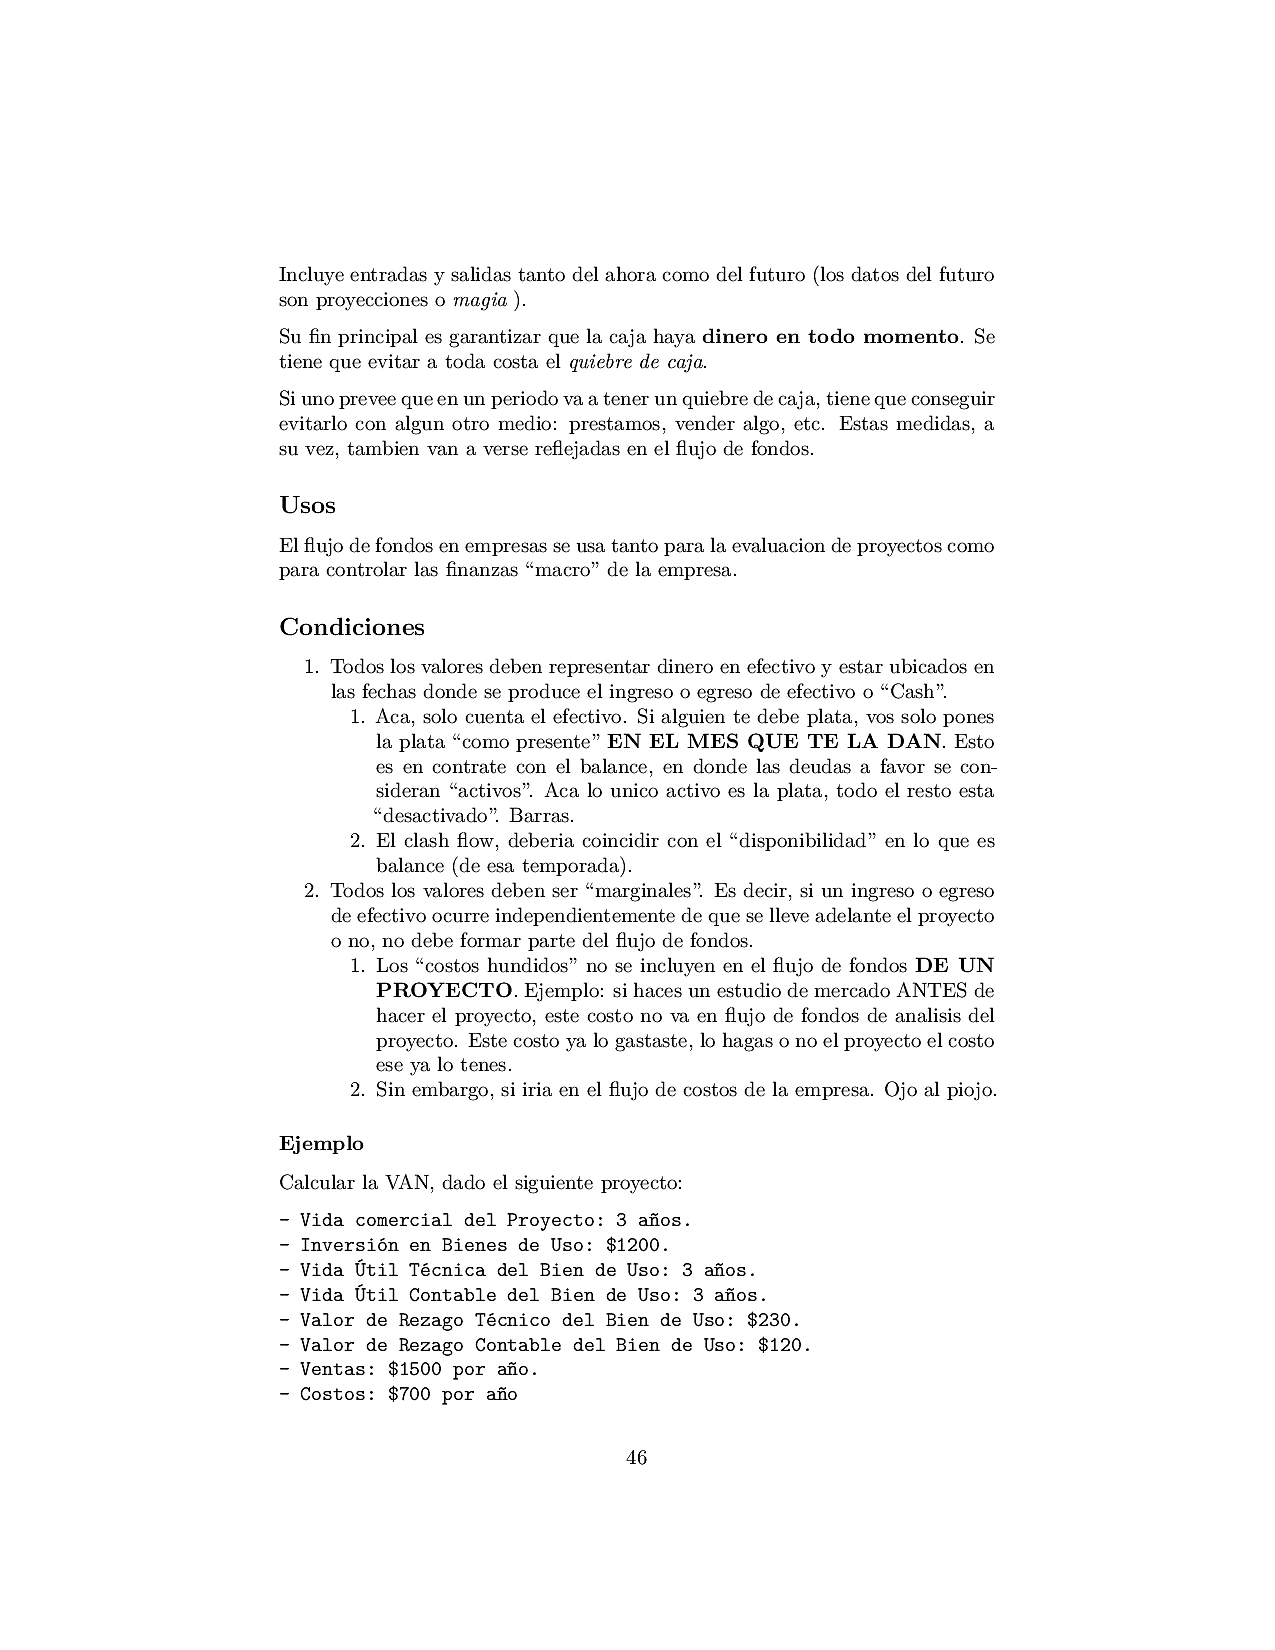 Incluye entradas y salidas tanto del ahora como del futuro (los datos del futuro
son proyecciones o magia ).
Su fin principal es garantizar que la caja haya dinero en todo momento. Se
tiene que evitar a toda costa el quiebre de caja.
Si uno prevee que en un periodo va a tener un quiebre de caja, tiene que conseguir
evitarlo con algun otro medio: prestamos, vender algo, etc. Estas medidas, a
su vez, tambien van a verse reflejadas en el flujo de fondos.
Usos
El flujo de fondos en empresas se usa tanto para la evaluacion de proyectos como
para controlar las finanzas “macro” de la empresa.
Condiciones
1. Todos los valores deben representar dinero en efectivo y estar ubicados en
las fechas donde se produce el ingreso o egreso de efectivo o “Cash”.
1. Aca, solo cuenta el efectivo. Si alguien te debe plata, vos solo pones
la plata “como presente” EN EL MES QUE TE LA DAN. Esto
es en contrate con el balance, en donde las deudas a favor se con-
sideran “activos”. Aca lo unico activo es la plata, todo el resto esta
“desactivado”. Barras.
2. El clash flow, deberia coincidir con el “disponibilidad” en lo que es
balance (de esa temporada).
2. Todos los valores deben ser “marginales”. Es decir, si un ingreso o egreso
de efectivo ocurre independientemente de que se lleve adelante el proyecto
o no, no debe formar parte del flujo de fondos.
1. Los “costos hundidos” no se incluyen en el flujo de fondos DE UN
PROYECTO. Ejemplo: si haces un estudio de mercado ANTES de
hacer el proyecto, este costo no va en flujo de fondos de analisis del
proyecto. Este costo ya lo gastaste, lo hagas o no el proyecto el costo
ese ya lo tenes.
2. Sin embargo, si iria en el flujo de costos de la empresa. Ojo al piojo.
Ejemplo
Calcular la VAN, dado el siguiente proyecto:
- Vida comercial del Proyecto: 3 años.
- Inversión en Bienes de Uso: $1200.
- Vida Útil Técnica del Bien de Uso: 3 años.
- Vida Útil Contable del Bien de Uso: 3 años.
- Valor de Rezago Técnico del Bien de Uso: $230.
- Valor de Rezago Contable del Bien de Uso: $120.
- Ventas: $1500 por año.
- Costos: $700 por año
46